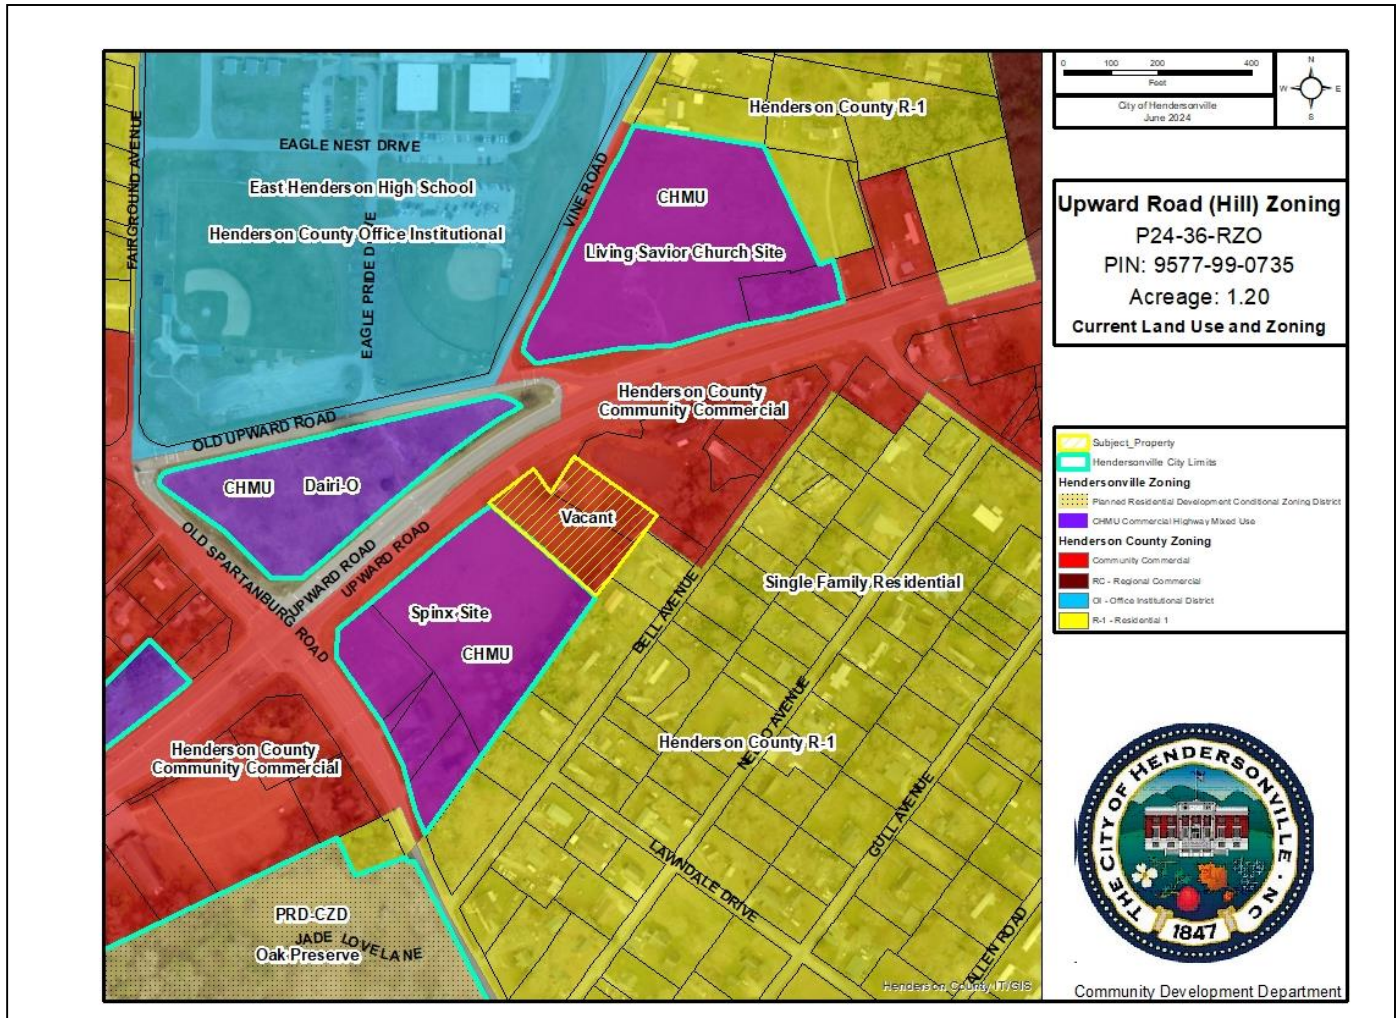 Henderson County R-1
EAGLE NEST DRIVE
FAIRGROUND AVENUE
East Henderson High School
VINE ROAD
CHMU
Henderson County Office Institutional
Living Savior Church Site
EAGLE PRIDE D VE
Henderson County
Community Commercial
OLD UPWARD ROAD
CHMU
Dairi-O
Vacant
OLD SPARTANBURG ROAD
UPWARD ROAD
UPWARD ROAD
Single Family Residential
BELL AVENUE
Spinx Site
CHMU
Henderson County
Community Commercial
Henderson County R-1
AVENUE
GULL AVENUE
LAWNDALE DRIVE
PRD-CZD
JADE LOVE LANE
Oak Preserve
ALLEN ROAD
Henderson County IT/GIS
0 100 200 400
Feet
City of Hendersonville
June 2024
N
W E
S
Upward Road (Hill) Zoning
P24-36-RZO
PIN: 9577-99-0735
Acreage: 1.20
Current Land Use and Zoning
Subject_Property
Hendersonville City Limits
Hendersonville Zoning
Planned Residential Development Conditional Zoning District
CHMU Commercial Highway Mixed Use
Henderson County Zoning
Community Commercial
RC - Regional Commercial
OI - Office Institutional District
R-1 - Residential 1
THE CITY OF HENDERSONVILLE · NC
1847
Community Development Department